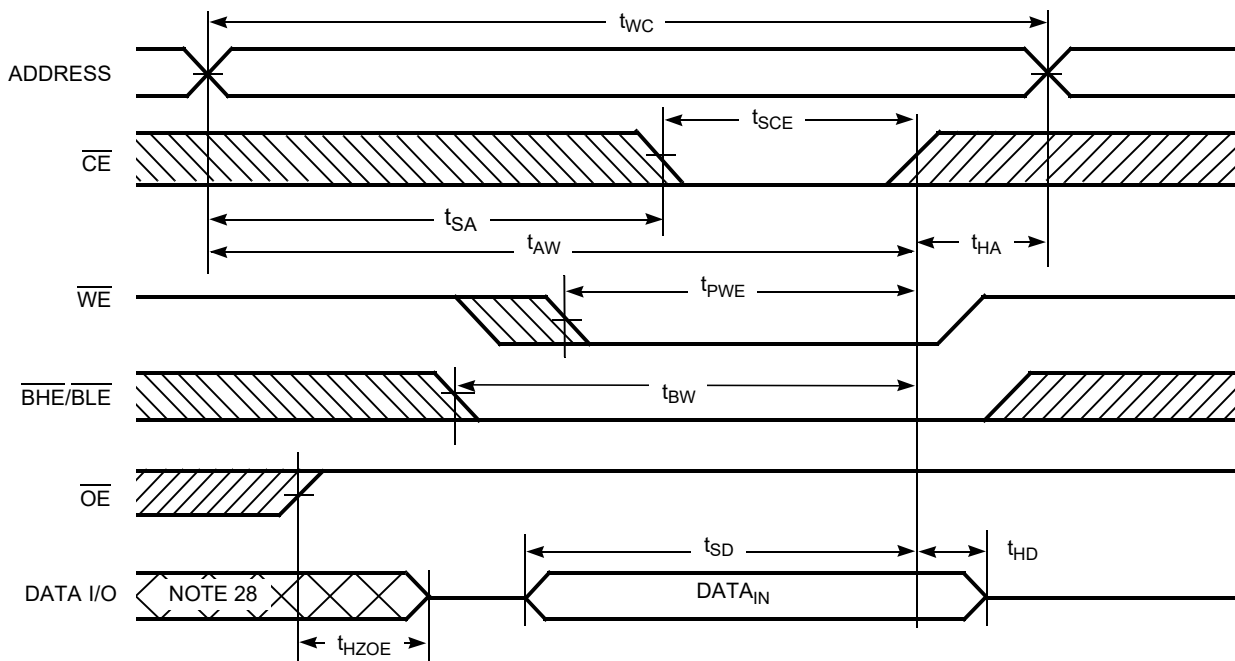 tWC
ADDRESS
tSCE
CE
tSA
tAW
tHA
WE
tPWE
BHE/BLE
tBW
OE
tSD
tHD
DATA I/O
NOTE 28
DATAIN
tHZOE